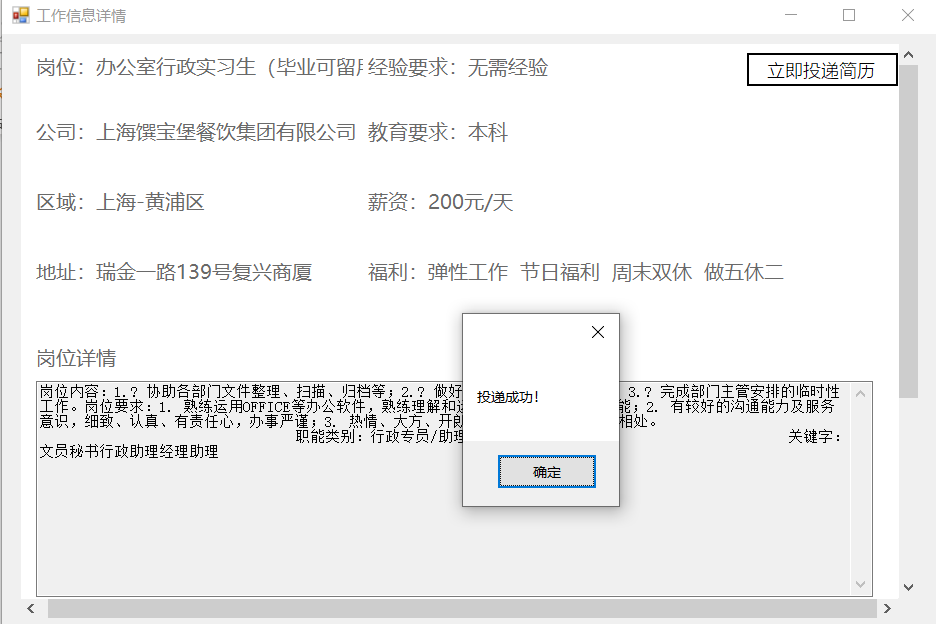 工作信息详情
岗位：办公室行政实习生（毕业可留用
经验要求：无需经验
立即投递简历
公司：上海馔宝堡餐饮集团有限公司
教育要求：本科
区域：上海-黄浦区
薪资：200元/天
地址：瑞金一路139号复兴商厦
福利：弹性工作 节日福利 周末双休 做五休二
岗位详情
岗位内容：1.? 协助各部门文件整理、扫描、归档等；2.? 做好 3.? 完成部门主管安排的临时性
工作。岗位要求：1. 熟练运用OFFICE等办公软件，熟练理解和 能；2. 有较好的沟通能力及服务
意识，细致、认真、有责任心，办事严谨；3. 热情、大方、开朗 相处。
职能类别：行政专员/助理 关键字：
文员秘书行政助理经理助理
投递成功！
确定